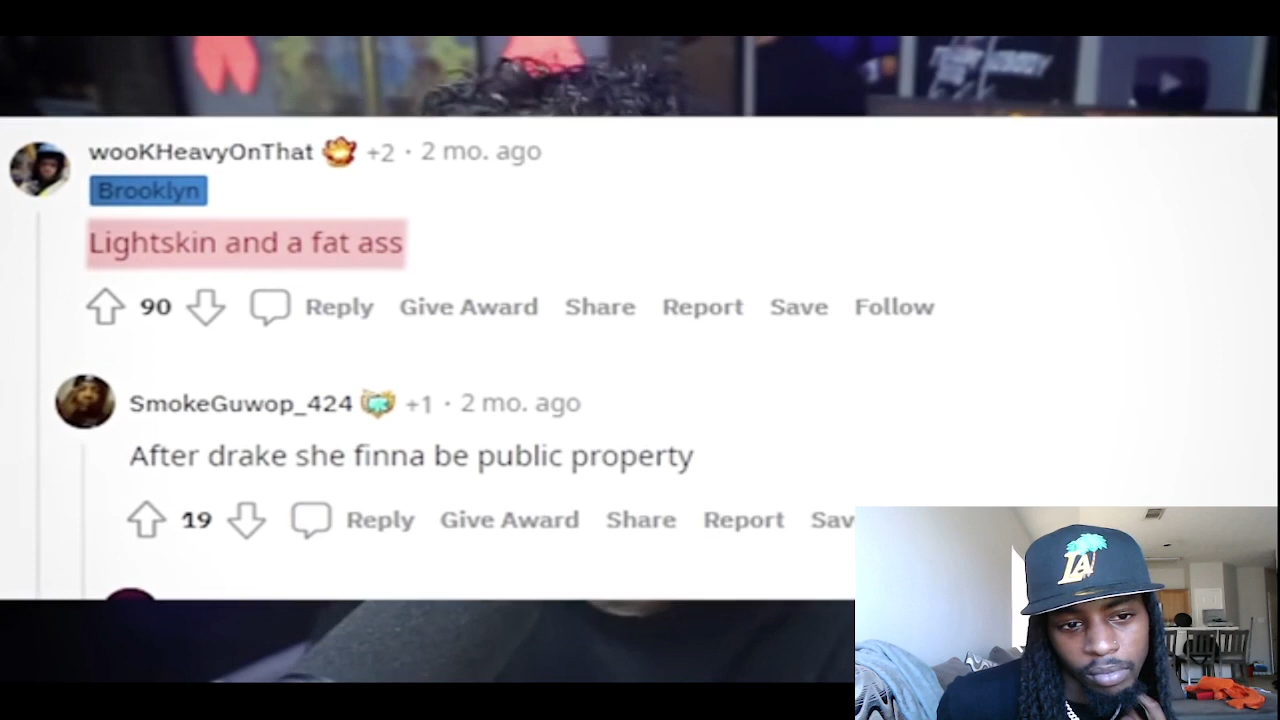 wooKHeavyOnThat +2 · 2 mo. ago
Brooklyn
Lightskin and a fat ass
90 Reply Give Award Share Report Save Follow
SmokeGuwop_424 +1 · 2 mo. ago
After drake she finna be public property
19 Reply Give Award Share Report Sav
LA